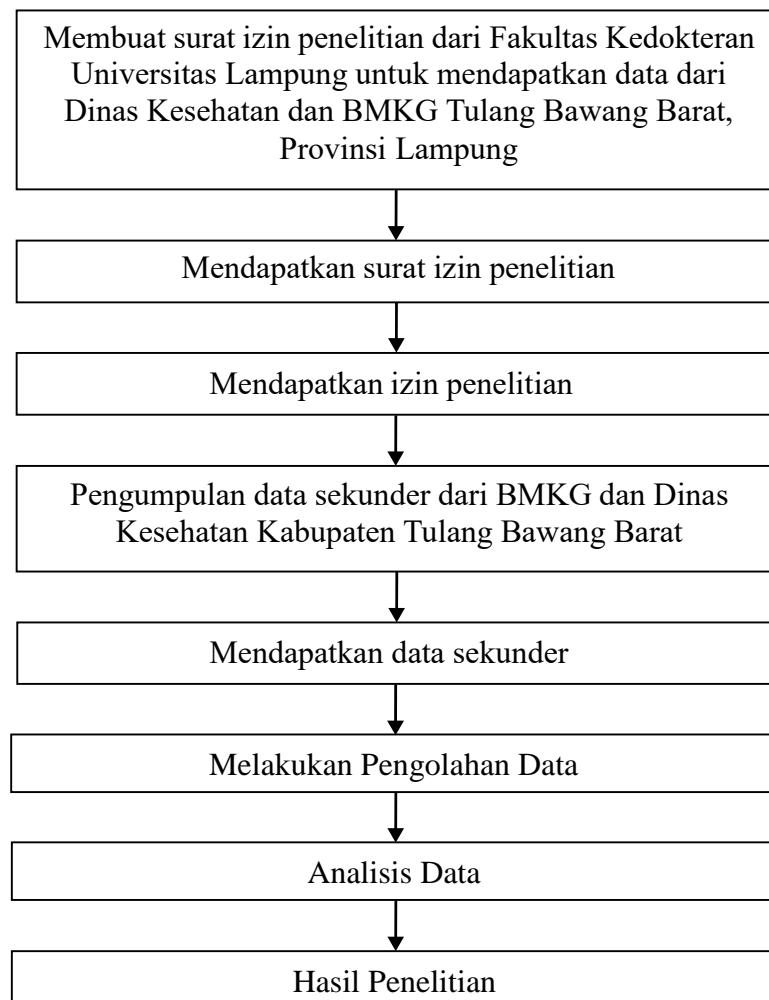 Membuat surat izin penelitian dari Fakultas Kedokteran
Universitas Lampung untuk mendapatkan data dari
Dinas Kesehatan dan BMKG Tulang Bawang Barat,
Provinsi Lampung
Mendapatkan surat izin penelitian
Mendapatkan izin penelitian
Pengumpulan data sekunder dari BMKG dan Dinas
Kesehatan Kabupaten Tulang Bawang Barat
Mendapatkan data sekunder
Melakukan Pengolahan Data
Analisis Data
Hasil Penelitian